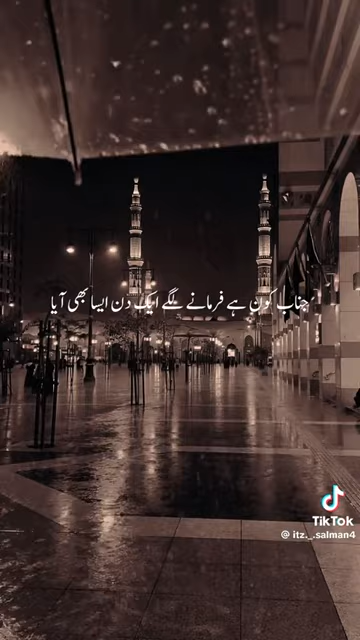 جناب کون ہے فرمانے لگے ایک دن ایسا بھی آیا
TikTok
@itz._.salman4